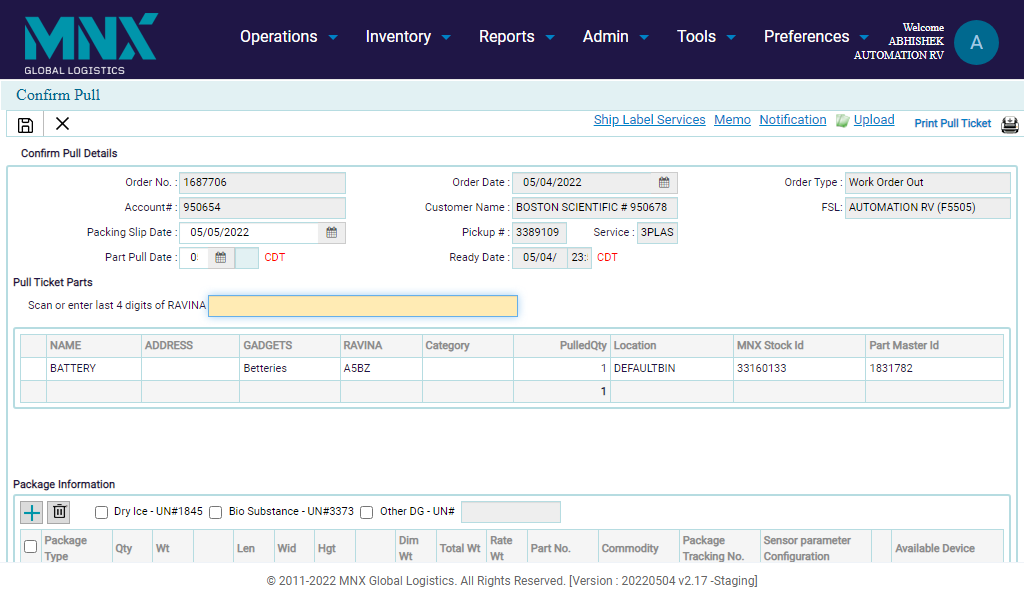 MNX
GLOBAL LOGISTICS
Operations Inventory Reports Admin Tools Preferences
Welcome
ABHISHEK
AUTOMATION RV
A
Confirm Pull
Ship Label Services Memo Notification Upload Print Pull Ticket
Confirm Pull Details
Order No. : 1687706 Order Date : 05/04/2022 Order Type : Work Order Out
Account# : 950654 Customer Name : BOSTON SCIENTIFIC # 950678 FSL: AUTOMATION RV (F5505)
Packing Slip Date : 05/05/2022 Pickup # : 3389109 Service : 3PLAS
Part Pull Date : 0: CDT Ready Date : 05/04/ 23: CDT
Pull Ticket Parts
Scan or enter last 4 digits of RAVINA
NAME ADDRESS GADGETS RAVINA Category PulledQty Location MNX Stock Id Part Master Id
BATTERY Betteries A5BZ 1 DEFAULTBIN 33160133 1831782
1
Package Information
Dry Ice - UN#1845 Bio Substance - UN#3373 Other DG - UN#
Package Type Qty Wt Len Wid Hgt Dim Wt Total Wt Rate Wt Part No. Commodity Package Tracking No. Sensor parameter Configuration Available Device
© 2011-2022 MNX Global Logistics. All Rights Reserved. [Version : 20220504 v2.17 -Staging]